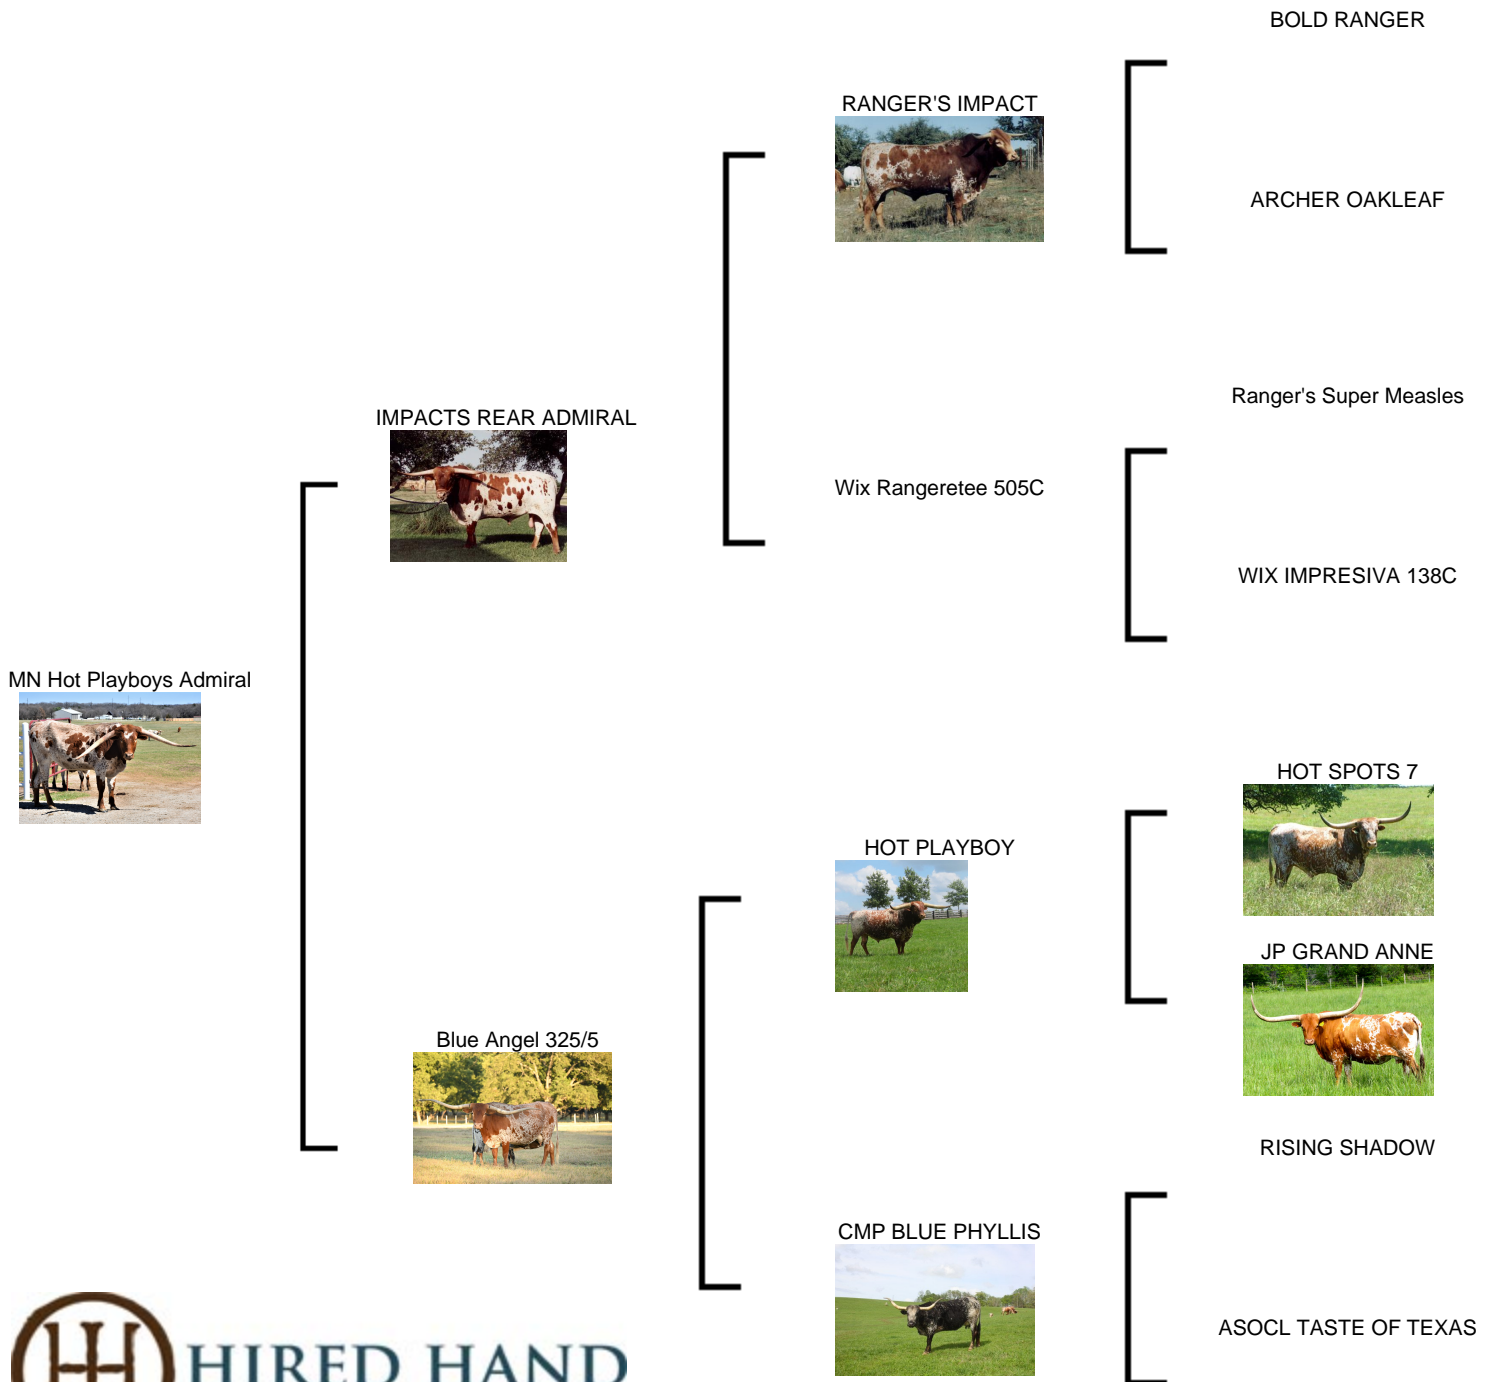 BOLD RANGER
RANGER'S IMPACT
ARCHER OAKLEAF
Ranger's Super Measles
IMPACTS REAR ADMIRAL
Wix Rangeretee 505C
WIX IMPRESIVA 138C
MN Hot Playboys Admiral
HOT SPOTS 7
HOT PLAYBOY
JP GRAND ANNE
Blue Angel 325/5
RISING SHADOW
CMP BLUE PHYLLIS
ASOCL TASTE OF TEXAS
HIRED HAND